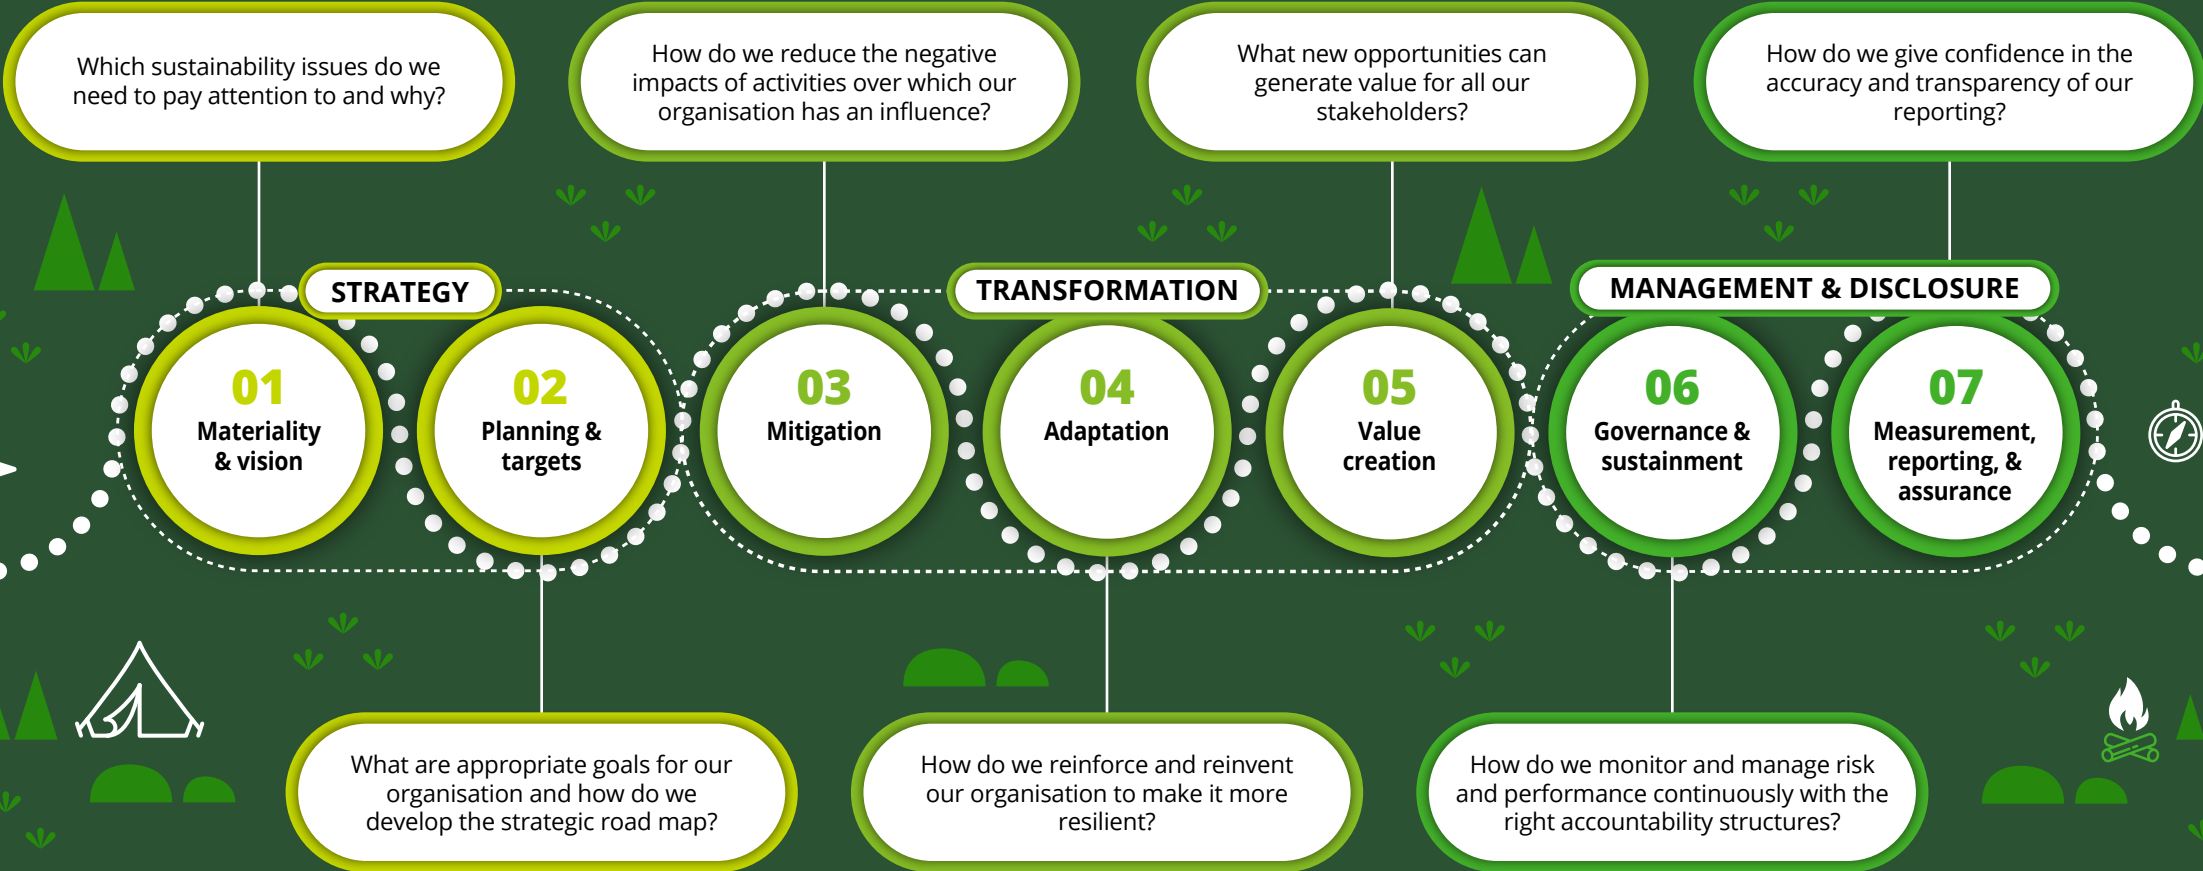 Which sustainability issues do we
need to pay attention to and why?
How do we reduce the negative
impacts of activities over which our
organisation has an influence?
What new opportunities can
generate value for all our
stakeholders?
How do we give confidence in the
accuracy and transparency of our
reporting?
STRATEGY
TRANSFORMATION
MANAGEMENT & DISCLOSURE
01
Materiality
& vision
02
Planning &
targets
03
Mitigation
04
Adaptation
05
Value
creation
06
Governance &
sustainment
07
Measurement,
reporting, &
assurance
What are appropriate goals for our
organisation and how do we
develop the strategic road map?
How do we reinforce and reinvent
our organisation to make it more
resilient?
How do we monitor and manage risk
and performance continuously with the
right accountability structures?